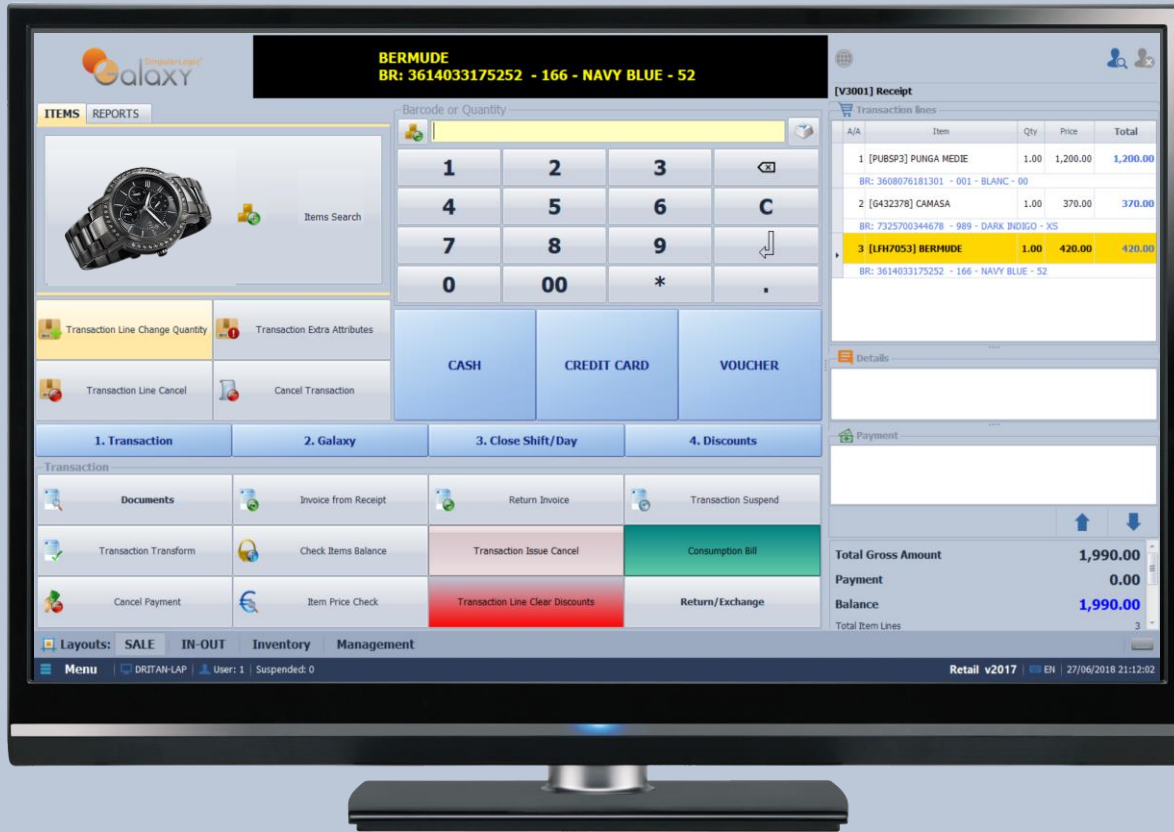 SingularLogic
Galaxy
BERMUDE
BR: 3614033175252 - 166 - NAVY BLUE - 52
[V3001] Receipt
ITEMS REPORTS
Items Search
Transaction Line Change Quantity
Transaction Extra Attributes
Transaction Line Cancel
Cancel Transaction
Barcode or Quantity
1 2 3
4 5 6 C
7 8 9
0 00 * .
CASH CREDIT CARD VOUCHER
Transaction lines
A/A Item Qty Price Total
1 [PUBSP3] PUNGA MEDIE 1.00 1,200.00 1,200.00
BR: 3608076181301 - 001 - BLANC - 00
2 [G432378] CAMASA 1.00 370.00 370.00
BR: 7325700344678 - 989 - DARK INDIGO - XS
3 [LFH7053] BERMUDE 1.00 420.00 420.00
BR: 3614033175252 - 166 - NAVY BLUE - 52
Details
Payment
1. Transaction 2. Galaxy 3. Close Shift/Day 4. Discounts
Transaction
Documents Invoice from Receipt Return Invoice Transaction Suspend
Transaction Transform Check Items Balance Transaction Issue Cancel Consumption Bill
Cancel Payment Item Price Check Transaction Line Clear Discounts Return/Exchange
Total Gross Amount 1,990.00
Payment 0.00
Balance 1,990.00
Total Item Lines 3
Layouts: SALE IN-OUT Inventory Management
Menu DRITAN-LAP User: 1 Suspended: 0 Retail v2017 EN 27/06/2018 21:12:02